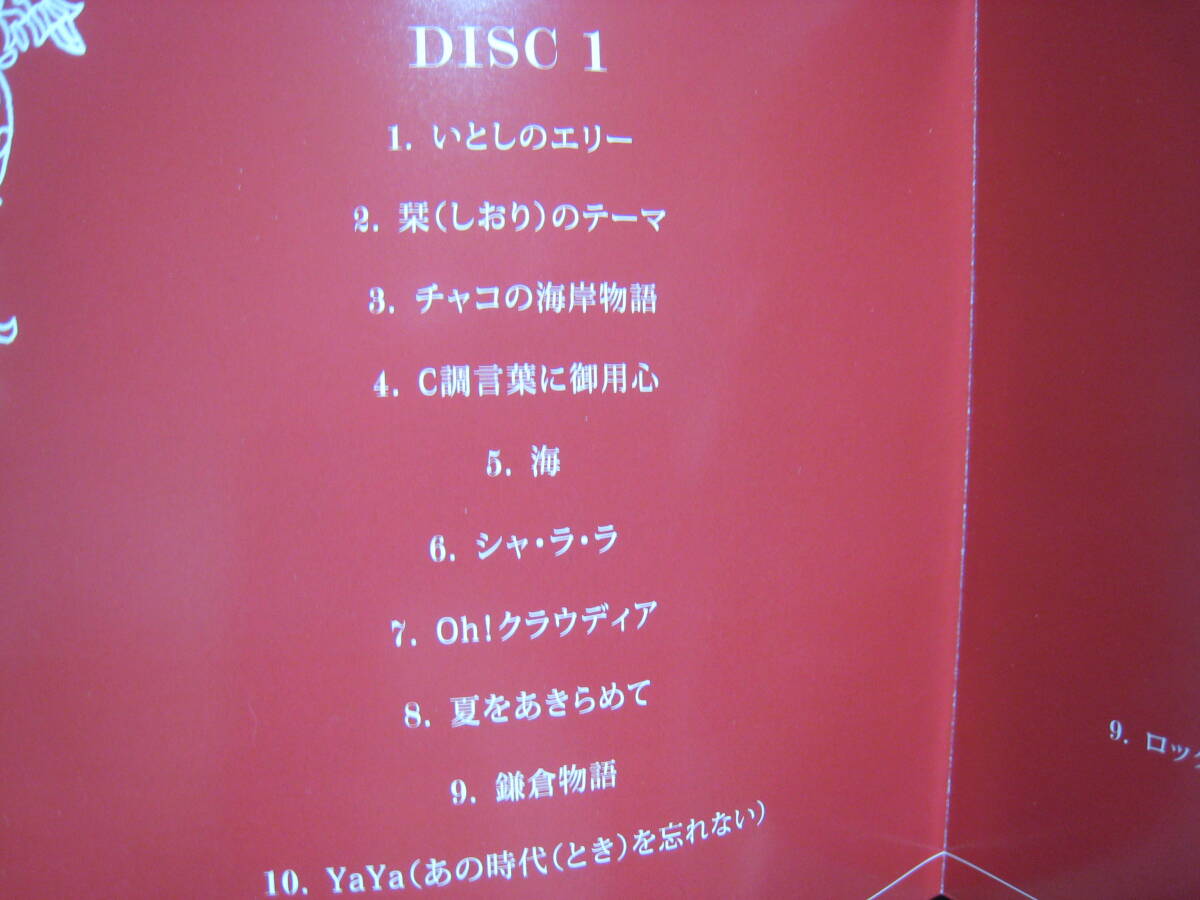 DISC 1
1. いとしのエリー
2. 栞(しおり)のテーマ
3. チャコの海岸物語
4. C調言葉に御用心
5. 海
6. シャ・ラ・ラ
7. Oh!クラウディア
8. 夏をあきらめて
9. 鎌倉物語
10. YaYa(あの時代(とき)を忘れない)
9. ロック